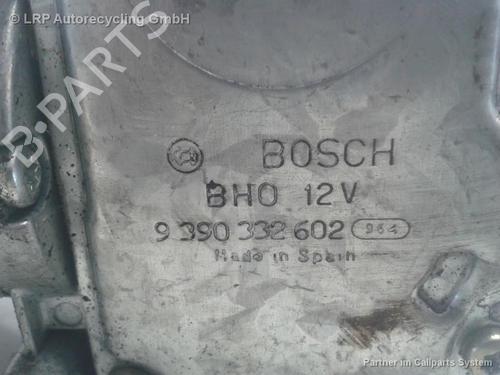 © LRP Autorecycling GmbH
B-PARTS
BOSCH
BHO 12V
9 390 332 602 964
Made in Spain
Partner im Callparts System